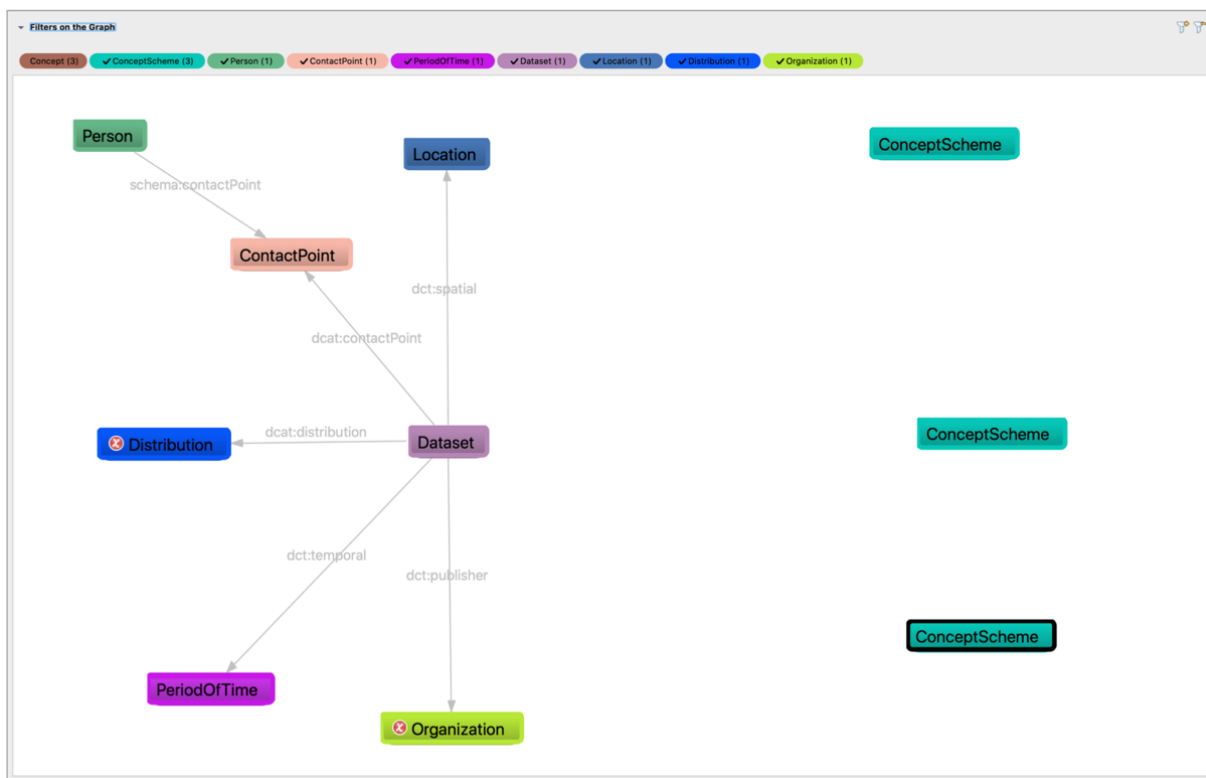 Filters on the Graph
Concept (3) ✓ConceptScheme (3) ✓Person (1) ✓ContactPoint (1) ✓PeriodOfTime (1) ✓Dataset (1) ✓Location (1) ✓Distribution (1) ✓Organization (1)
Person
Location
ConceptScheme
schema:contactPoint
ContactPoint
dct:spatial
dcat:contactPoint
dcat:distribution
Distribution
Dataset
ConceptScheme
dct:temporal
dct:publisher
ConceptScheme
PeriodOfTime
Organization